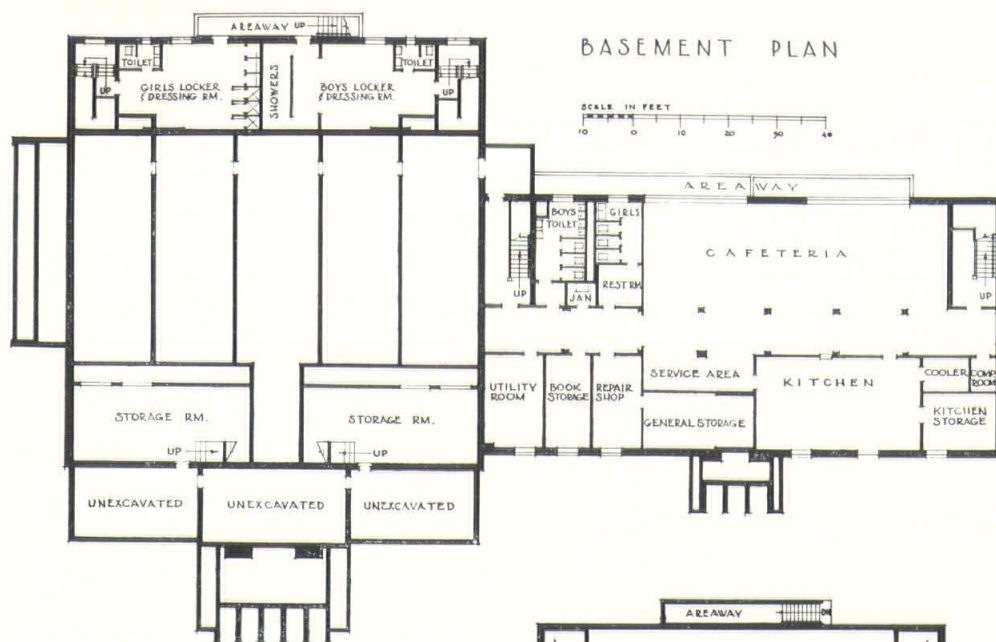 BASEMENT PLAN
SCALE IN FEET
10 0 10 20 30 40
AREAWAY UP
TOILET
TOILET
UP
GIRLS LOCKER
& DRESSING RM.
SHOWERS
BOYS LOCKER
& DRESSING RM.
UP
AREAWAY
BOYS
TOILET
GIRLS
CAFETERIA
UP
JAN
REST RM.
UP
UTILITY
ROOM
BOOK
STORAGE
REPAIR
SHOP
SERVICE AREA
KITCHEN
COOLER
COMP.
ROOM
GENERAL STORAGE
KITCHEN
STORAGE
STORAGE RM.
STORAGE RM.
UP
UP
UNEXCAVATED
UNEXCAVATED
UNEXCAVATED
AREAWAY
DN